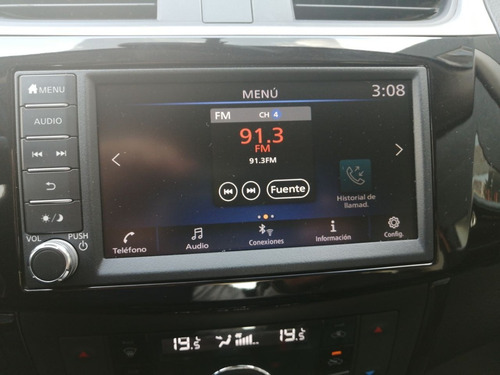 MENU
MENÚ
3:08
AUDIO
FM CH 4
91.3
FM
91.3FM
Fuente
Historial de
llamad.
VOL PUSH
Teléfono
Audio
Conexiones
Información
Config.
19.5
19.5